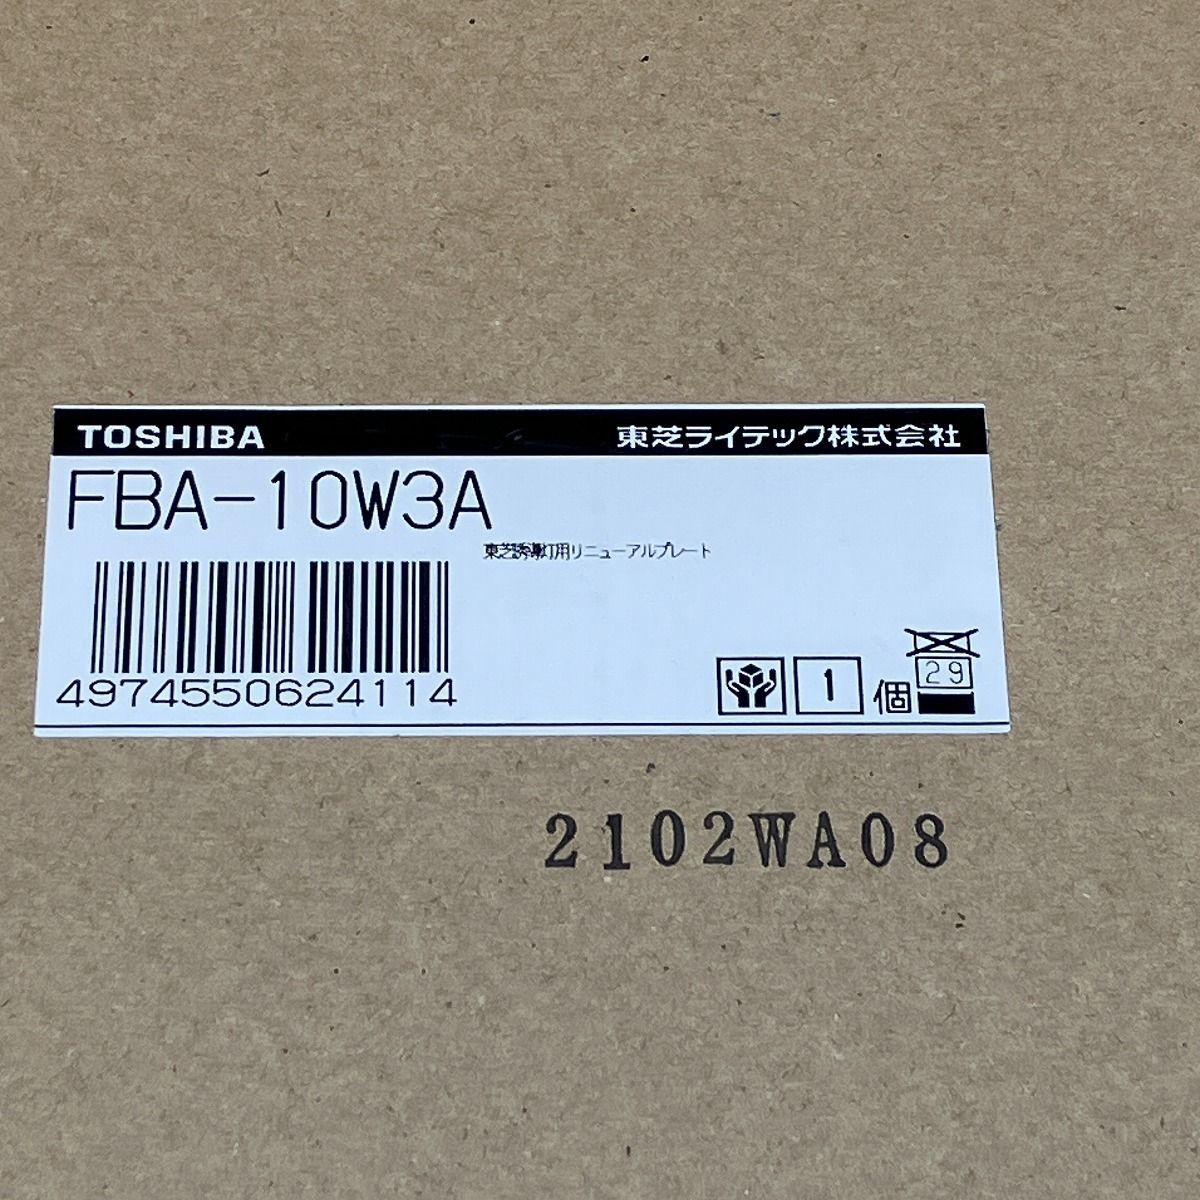 TOSHIBA 東芝ライテック株式会社
FBA-10W3A
東芝誘導灯用リニューアルプレート
4974550624114
1 個 29
2102WA08